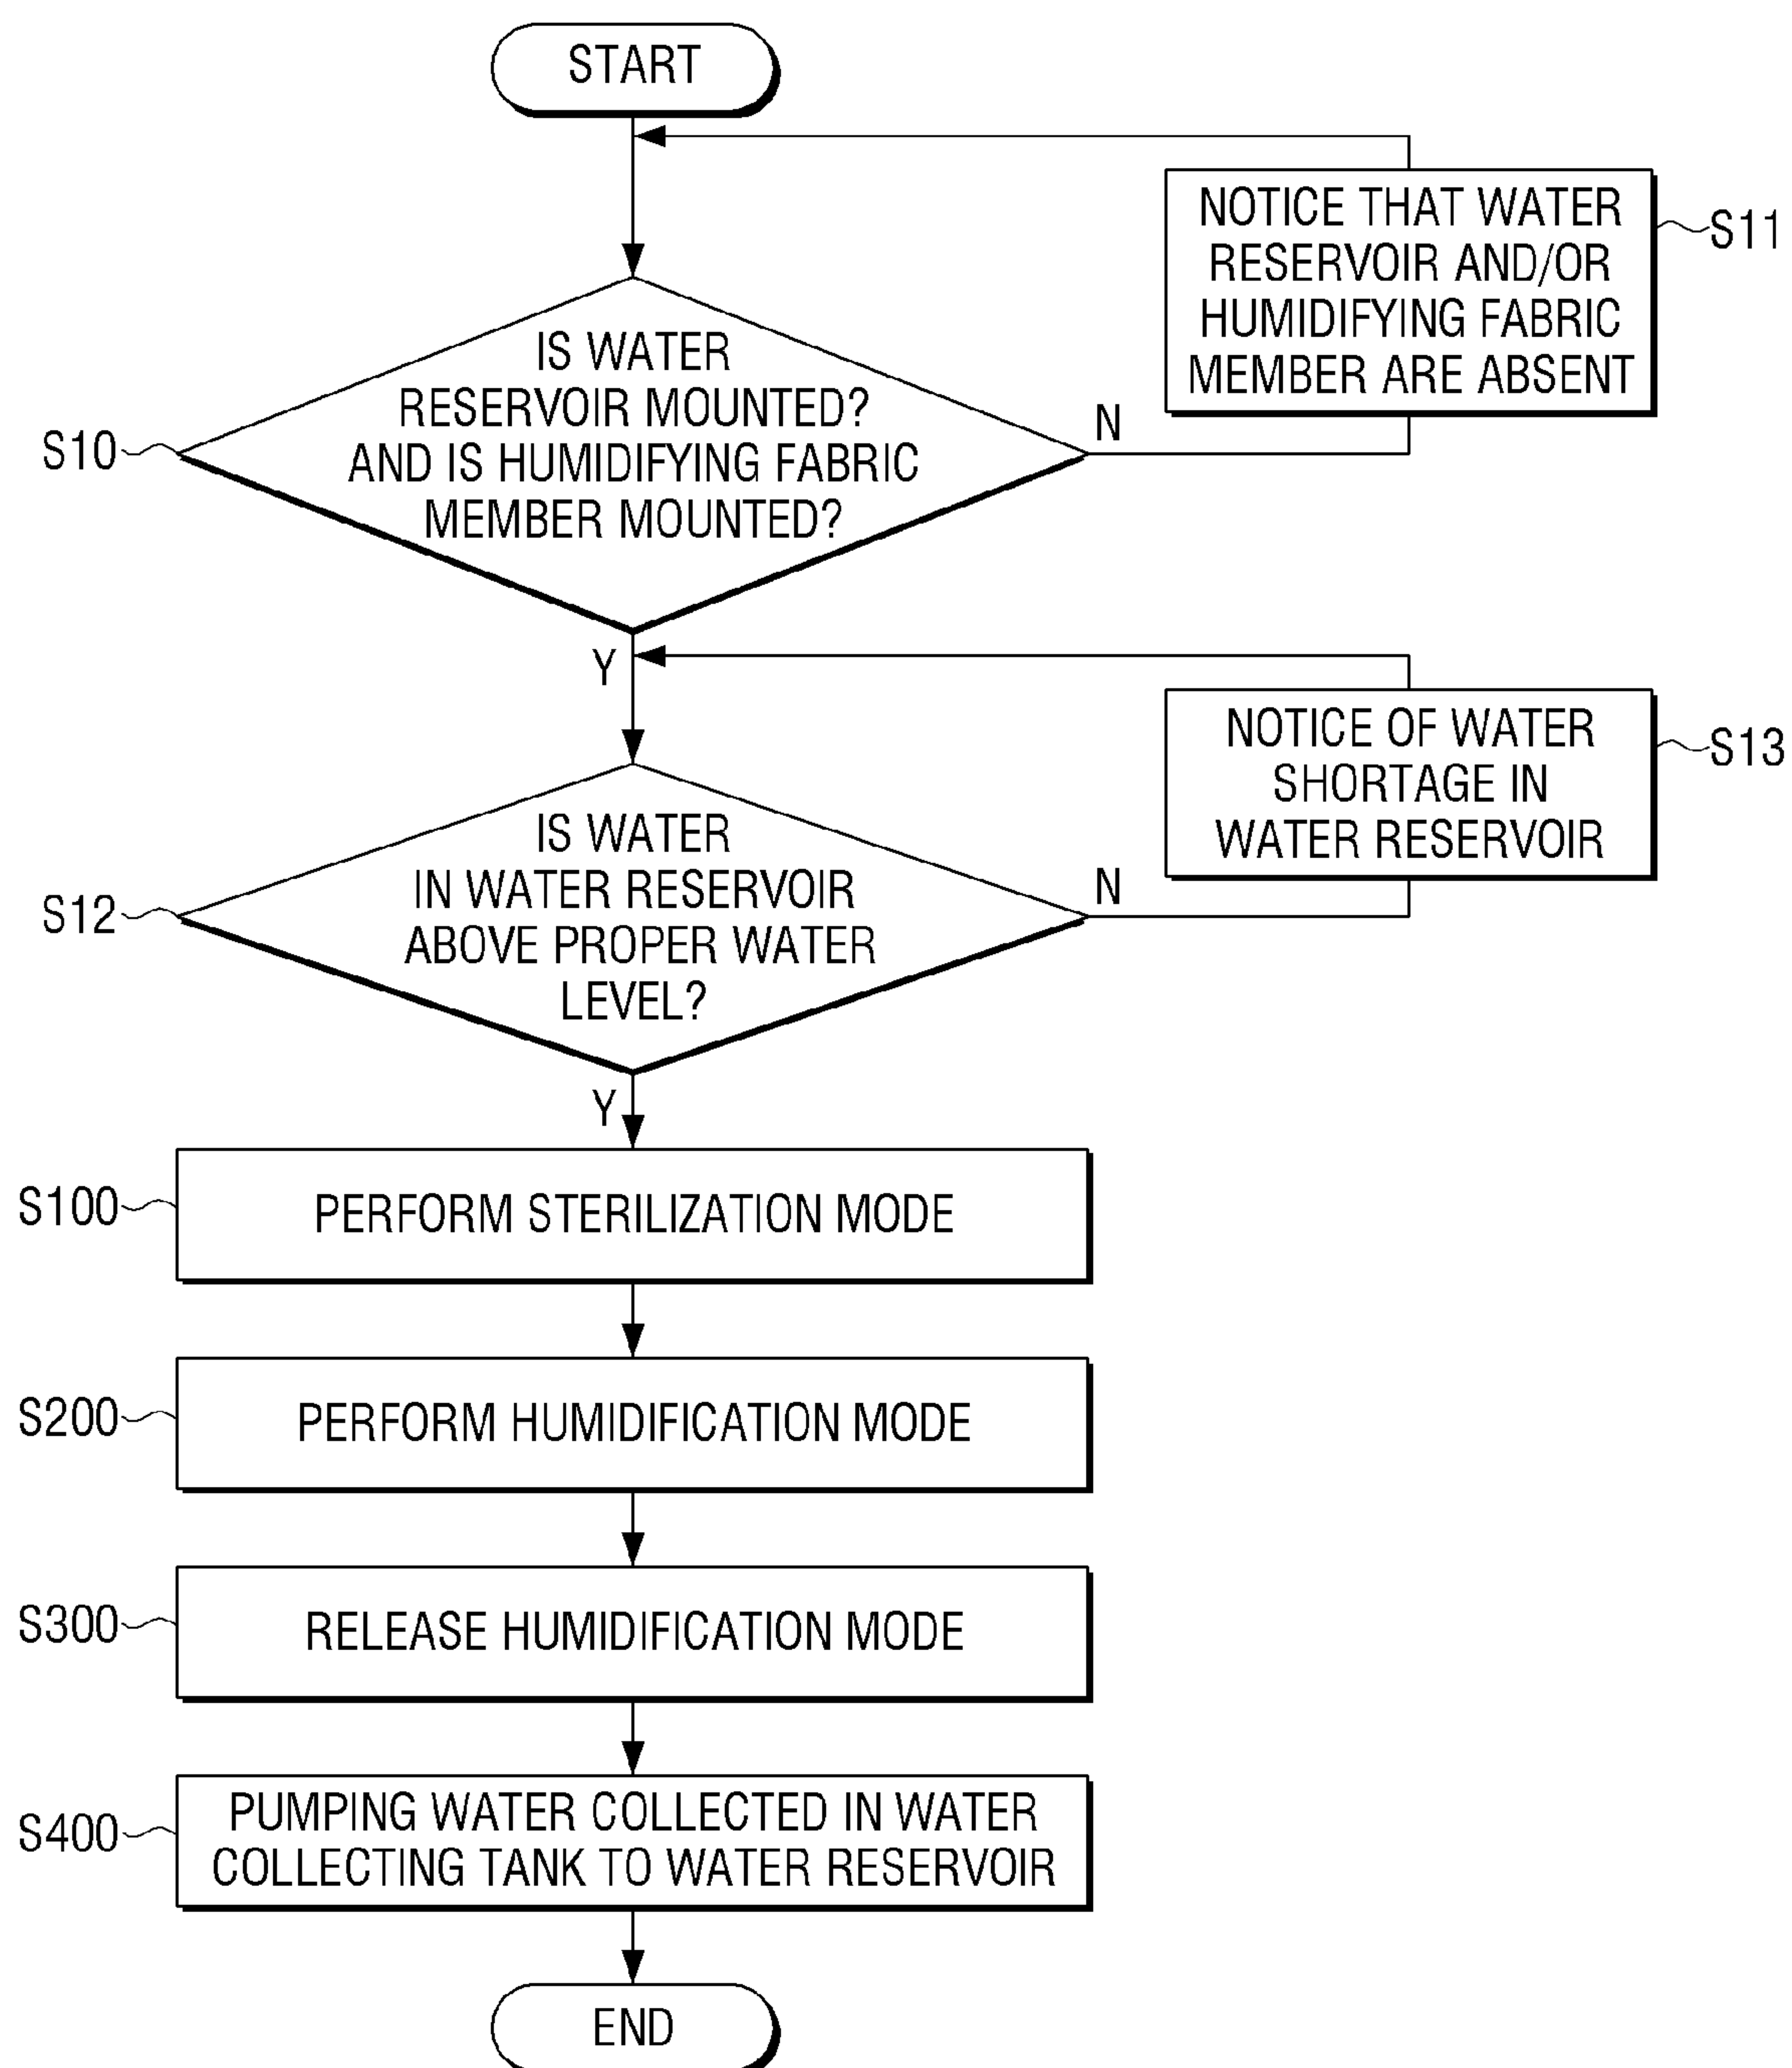 START
NOTICE THAT WATER
RESERVOIR AND/OR
HUMIDIFYING FABRIC
MEMBER ARE ABSENT
S11
IS WATER
RESERVOIR MOUNTED?
AND IS HUMIDIFYING FABRIC
MEMBER MOUNTED?
S10
N
Y
NOTICE OF WATER
SHORTAGE IN
WATER RESERVOIR
S13
IS WATER
IN WATER RESERVOIR
ABOVE PROPER WATER
LEVEL?
S12
N
Y
S100
PERFORM STERILIZATION MODE
S200
PERFORM HUMIDIFICATION MODE
S300
RELEASE HUMIDIFICATION MODE
S400
PUMPING WATER COLLECTED IN WATER
COLLECTING TANK TO WATER RESERVOIR
END